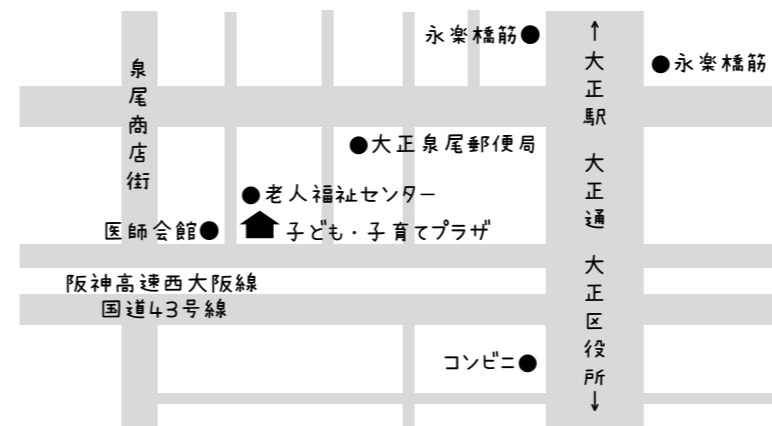 永楽橋筋●
●永楽橋筋
↑大正駅 大正通 大正区役所↓
泉尾商店街
●大正泉尾郵便局
●老人福祉センター
医師会館●
子ども・子育てプラザ
阪神高速西大阪線
国道43号線
コンビニ●